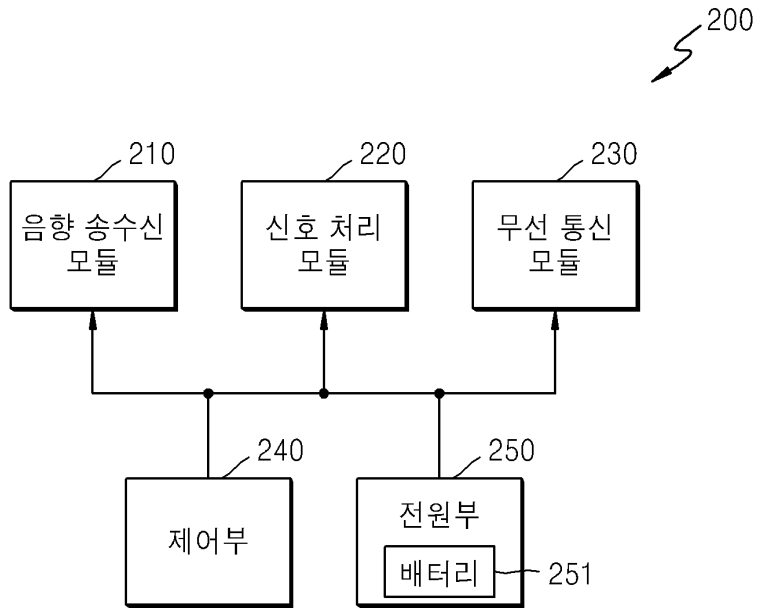 200
210
220
230
음향 송수신
모듈
신호 처리
모듈
무선 통신
모듈
240
250
제어부
전원부
배터리
251